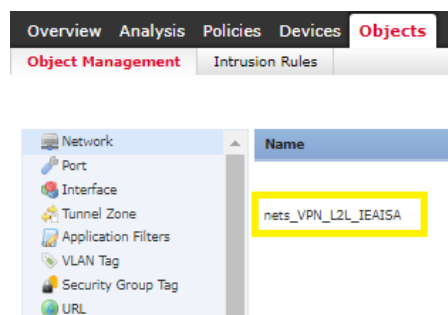 Overview Analysis Policies Devices Objects
Object Management Intrusion Rules
Network
Port
Interface
Tunnel Zone
Application Filters
VLAN Tag
Security Group Tag
URL
Name
nets_VPN_L2L_IEAISA